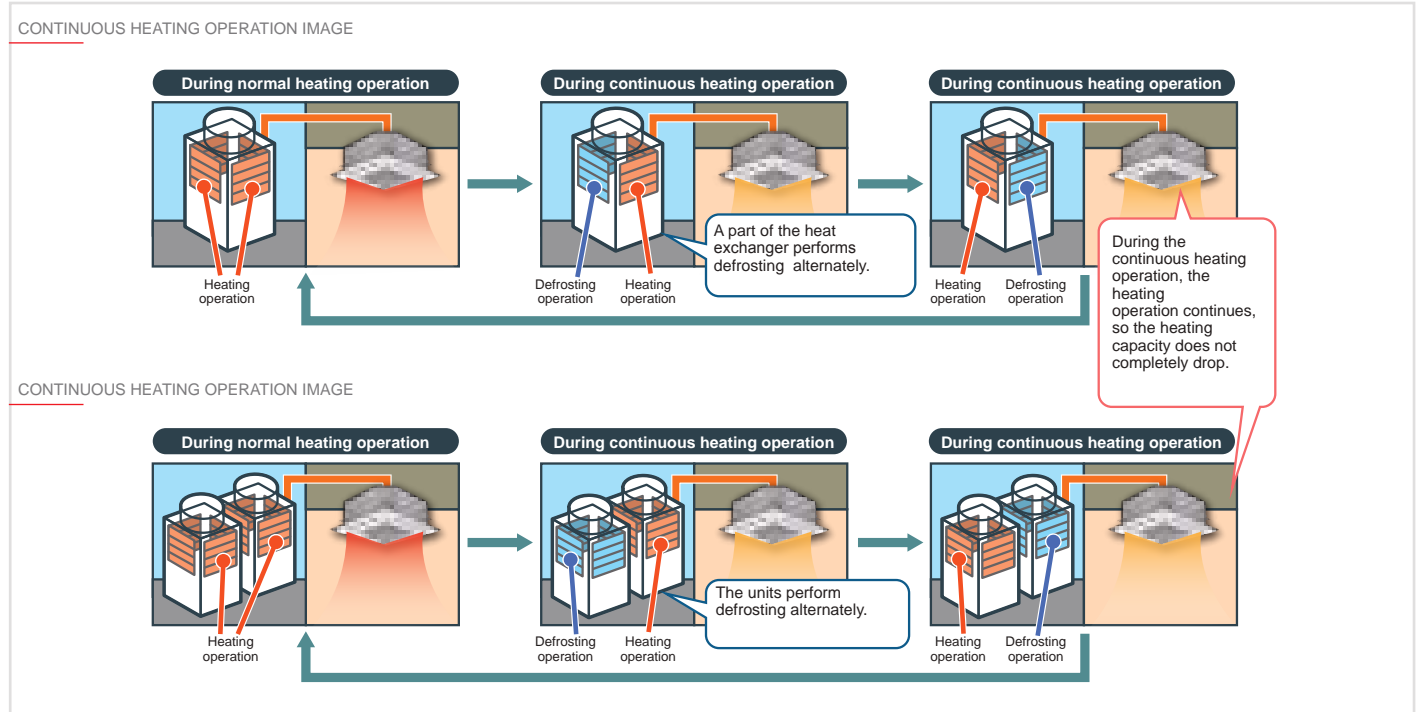 CONTINUOUS HEATING OPERATION IMAGE
During normal heating operation
During continuous heating operation
During continuous heating operation
A part of the heat
exchanger performs
defrosting  alternately.
Heating
operation
Defrosting
operation
Heating
operation
Heating
operation
Defrosting
operation
During the
continuous heating
operation, the
heating
operation continues,
so the heating
capacity does not
completely drop.
CONTINUOUS HEATING OPERATION IMAGE
During normal heating operation
During continuous heating operation
During continuous heating operation
The units perform
defrosting alternately.
Heating
operation
Defrosting
operation
Heating
operation
Heating
operation
Defrosting
operation